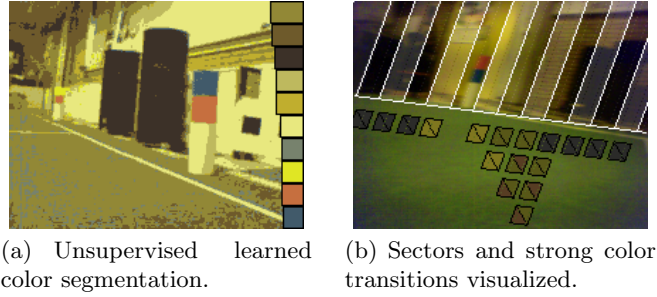 (a) Unsupervised learned
color segmentation.
(b) Sectors and strong color
transitions visualized.